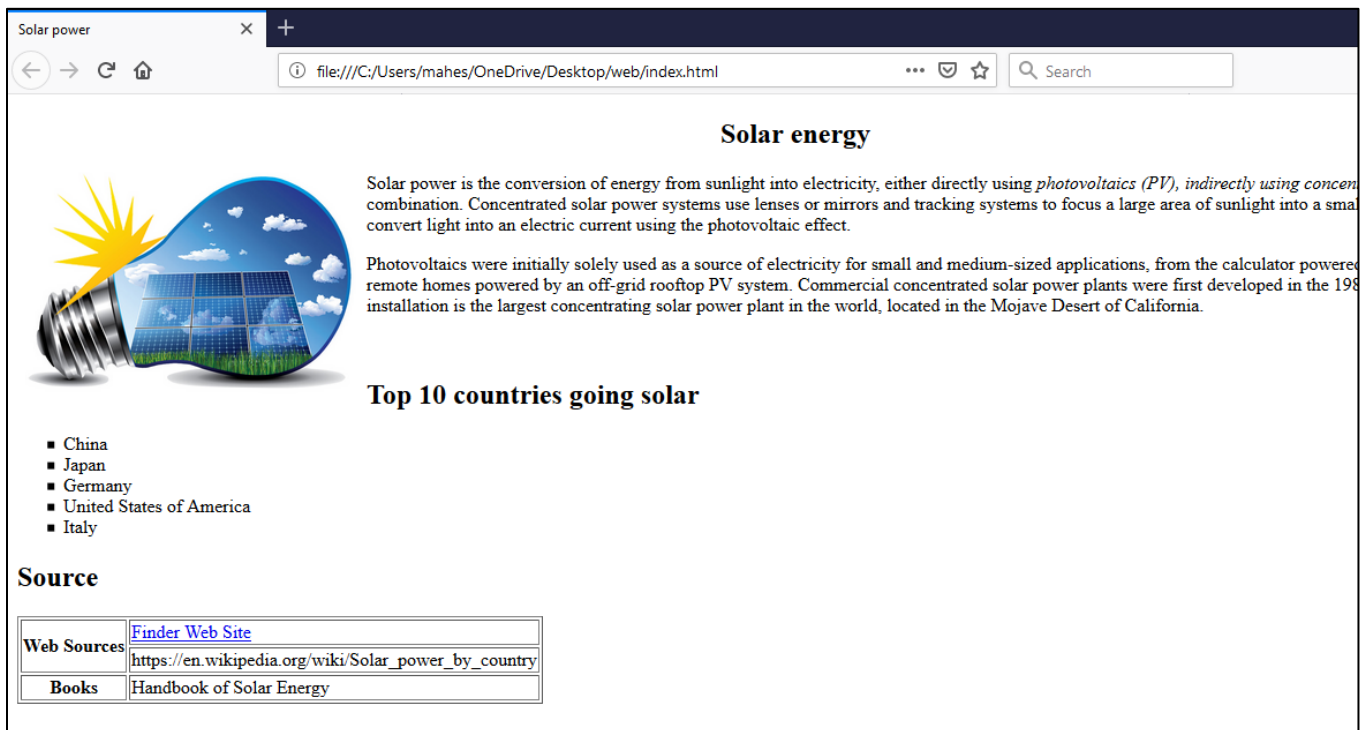 Solar power
file:///C:/Users/mahes/OneDrive/Desktop/web/index.html
Search
Solar energy
Solar power is the conversion of energy from sunlight into electricity, either directly using photovoltaics (PV), indirectly using
combination. Concentrated solar power systems use lenses or mirrors and tracking systems to focus a large area of sunlight into a
convert light into an electric current using the photovoltaic effect.
Photovoltaics were initially solely used as a source of electricity for small and medium-sized applications, from the calculator
remote homes powered by an off-grid rooftop PV system. Commercial concentrated solar power plants were first developed in the
installation is the largest concentrating solar power plant in the world, located in the Mojave Desert of California.
Top 10 countries going solar
China
Japan
Germany
United States of America
Italy
Source
Web Sources
Finder Web Site
https://en.wikipedia.org/wiki/Solar_power_by_country
Books
Handbook of Solar Energy